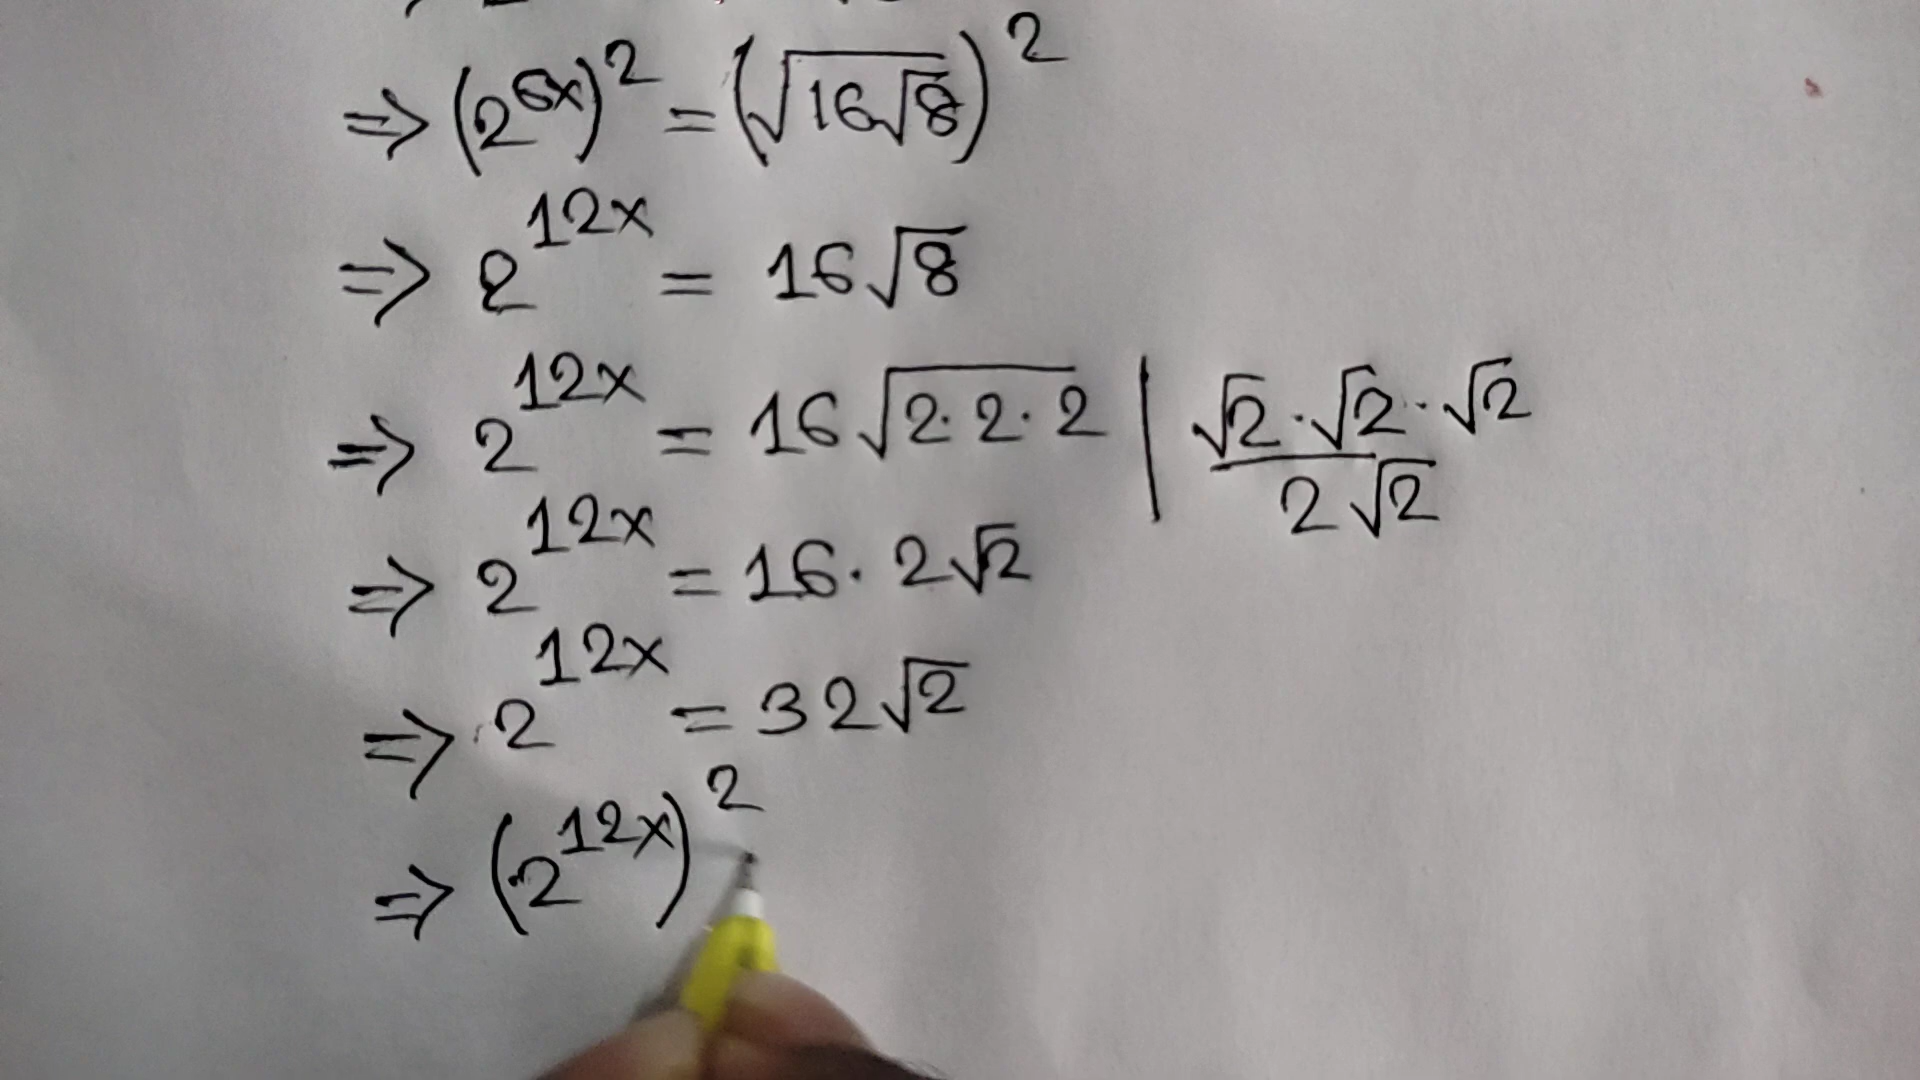 ⇒ (2^{6x})^2 = (√(16√8))^2
⇒ 2^{12x} = 16√8
⇒ 2^{12x} = 16√(2·2·2) | √2·√2·√2
2√2
⇒ 2^{12x} = 16·2√2
⇒ 2^{12x} = 32√2
⇒ (2^{12x})^2